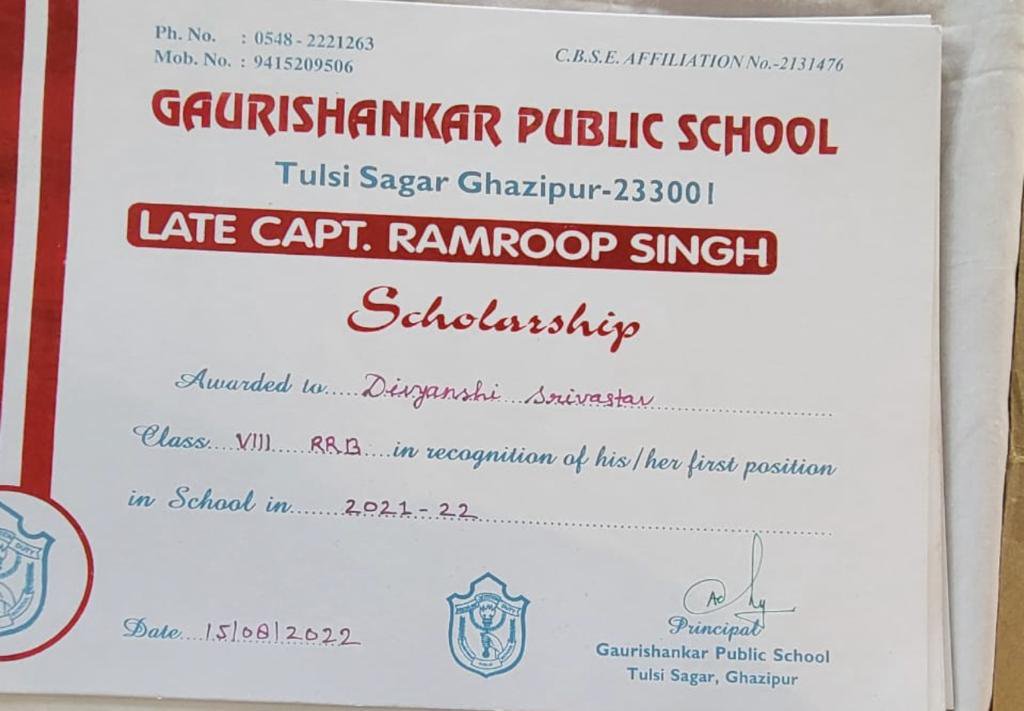 Ph. No. : 0548 - 2221263
Mob. No. : 9415209506
C.B.S.E. AFFILIATION No.-2131476
GAURISHANKAR PUBLIC SCHOOL
Tulsi Sagar Ghazipur-233001
LATE CAPT. RAMROOP SINGH
Scholarship
Awarded to..... Divyanshi Srivastav
Class... VIII RRB ...in recognition of his/her first position
in School in...... 2021-22
Date... 15/08/2022
Principal
Gaurishankar Public School
Tulsi Sagar, Ghazipur